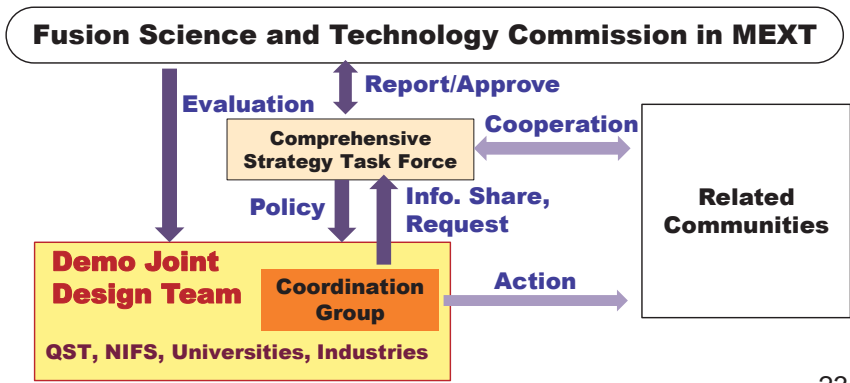 Fusion Science and Technology Commission in MEXT
Evaluation
Report/Approve
Comprehensive
Strategy Task Force
Cooperation
Policy
Info. Share,
Request
Related
Communities
Demo Joint
Design Team
Coordination
Group
Action
QST, NIFS, Universities, Industries